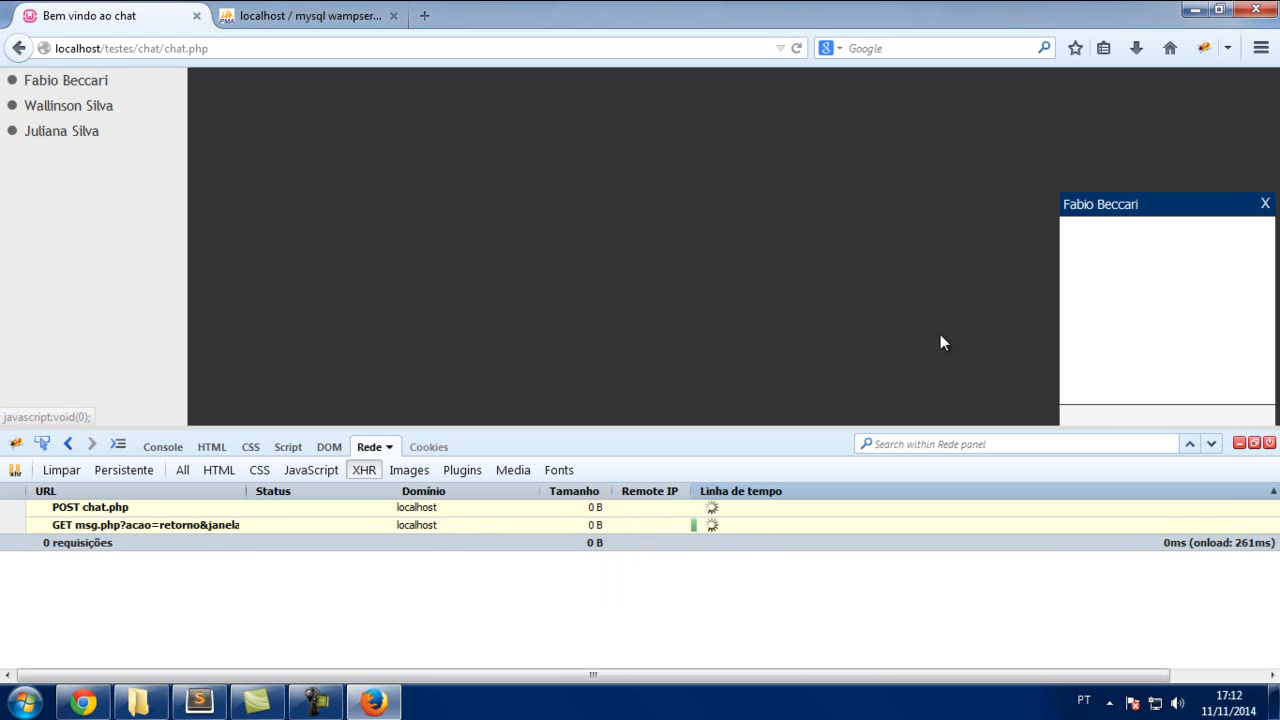 Bem vindo ao chat
localhost / mysql wampser...
localhost/testes/chat/chat.php
Google
Fabio Beccari
Wallinson Silva
Juliana Silva
Fabio Beccari X
javascript:void(0);
Console HTML CSS Script DOM Rede Cookies
Search within Rede panel
Limpar Persistente All HTML CSS JavaScript XHR Images Plugins Media Fonts
URL Status Domínio Tamanho Remote IP Linha de tempo
POST chat.php localhost 0 B
GET msg.php?acao=retorno&janela localhost 0 B
0 requisições 0 B 0ms (onload: 261ms)
PT
17:12
11/11/2014